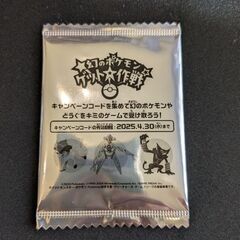 幻のポケモン
ゲット大作戦
キャンペーンコードを集めて幻のポケモンや
どうぐをキミのゲームで受け取ろう!
キャンペーンコードの有効期限:2025.4.30(水)まで